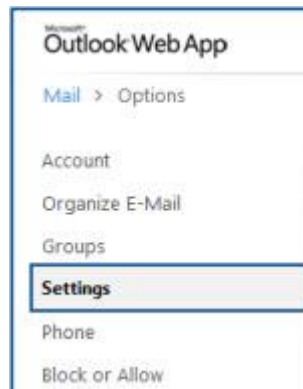 Microsoft®
Outlook Web App
Mail > Options
Account
Organize E-Mail
Groups
Settings
Phone
Block or Allow